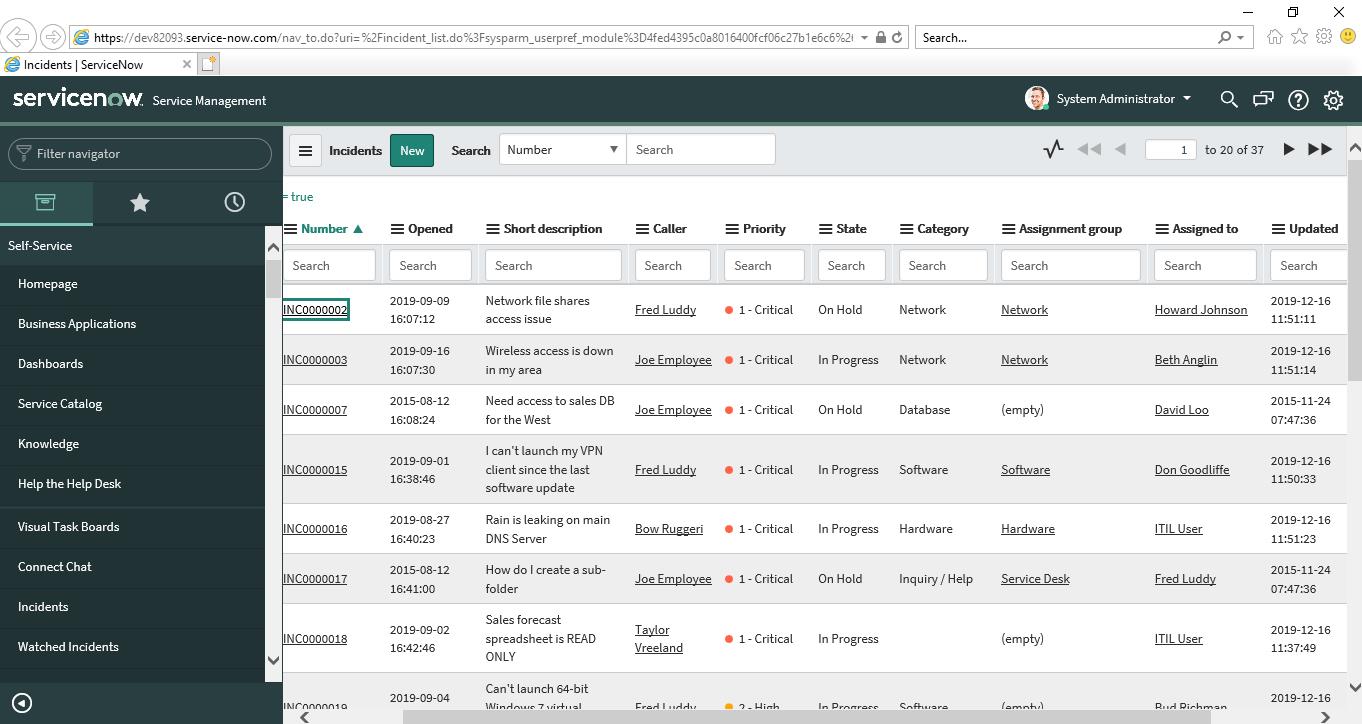 https://dev82093.service-now.com/nav_to.do?uri=%2Fincident_list.do%3Fsysparm_userpref_module%3D4fed4395c0a8016400fcf06c27b1e6c6%2
Search...
Incidents | ServiceNow
servicenow. Service Management
System Administrator
Filter navigator
Incidents New Search Number Search
1 to 20 of 37
= true
Number Opened Short description Caller Priority State Category Assignment group Assigned to Updated
Search Search Search Search Search Search Search Search Search Search
INC0000002 2019-09-09 16:07:12 Network file shares access issue Fred Luddy 1 - Critical On Hold Network Network Howard Johnson 2019-12-16 11:51:11
INC0000003 2019-09-16 16:07:30 Wireless access is down in my area Joe Employee 1 - Critical In Progress Network Network Beth Anglin 2019-12-16 11:51:14
INC0000007 2015-08-12 16:08:24 Need access to sales DB for the West Joe Employee 1 - Critical On Hold Database (empty) David Loo 2015-11-24 07:47:36
INC0000015 2019-09-01 16:38:46 I can't launch my VPN client since the last software update Fred Luddy 1 - Critical In Progress Software Software Don Goodliffe 2019-12-16 11:50:33
INC0000016 2019-08-27 16:40:23 Rain is leaking on main DNS Server Bow Ruggeri 1 - Critical In Progress Hardware Hardware ITIL User 2019-12-16 11:51:23
INC0000017 2015-08-12 16:41:00 How do I create a sub-folder Joe Employee 1 - Critical On Hold Inquiry / Help Service Desk Fred Luddy 2015-11-24 07:47:36
INC0000018 2019-09-02 16:42:46 Sales forecast spreadsheet is READ ONLY Taylor Vreeland 1 - Critical In Progress (empty) ITIL User 2019-12-16 11:37:49
INC0000019 2019-09-04 Can't launch 64-bit Windows 7 virtual Fred Luddy 2 - High In Progress Software (empty) Bud Richman 2019-12-16
Self-Service
Homepage
Business Applications
Dashboards
Service Catalog
Knowledge
Help the Help Desk
Visual Task Boards
Connect Chat
Incidents
Watched Incidents